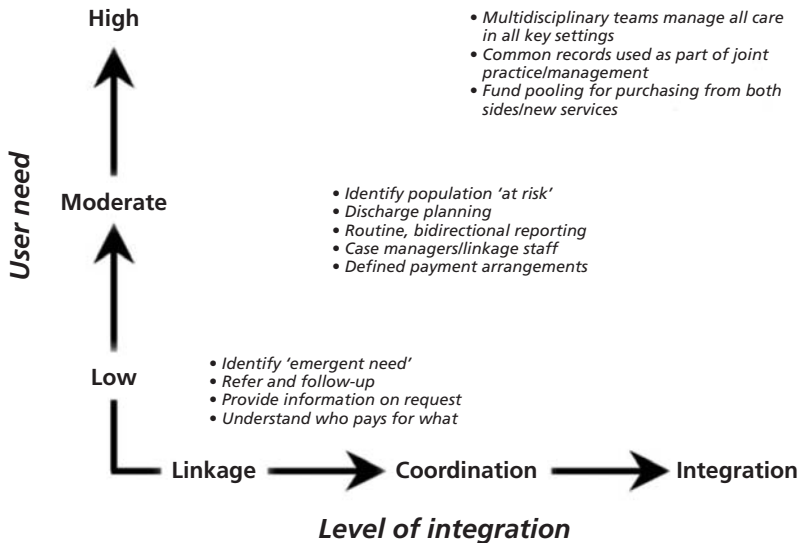 High
• Multidisciplinary teams manage all care
in all key settings
• Common records used as part of joint
practice/management
• Fund pooling for purchasing from both
sides/new services
User need
Moderate
• Identify population ‘at risk’
• Discharge planning
• Routine, bidirectional reporting
• Case managers/linkage staff
• Defined payment arrangements
Low
• Identify ‘emergent need’
• Refer and follow-up
• Provide information on request
• Understand who pays for what
Linkage Coordination Integration
Level of integration